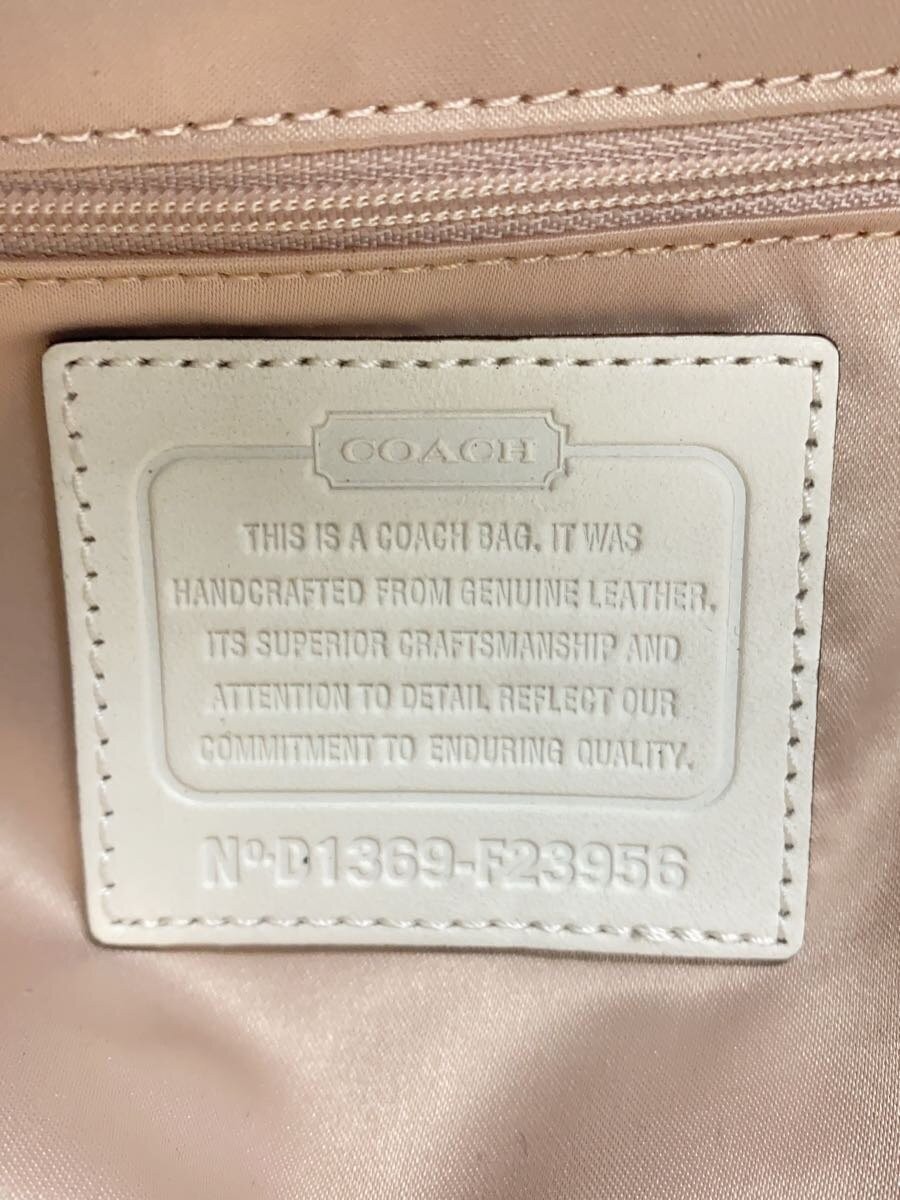 COACH
THIS IS A COACH BAG. IT WAS
HANDCRAFTED FROM GENUINE LEATHER.
ITS SUPERIOR CRAFTSMANSHIP AND
ATTENTION TO DETAIL REFLECT OUR
COMMITMENT TO ENDURING QUALITY.
Nº D1369-F23956